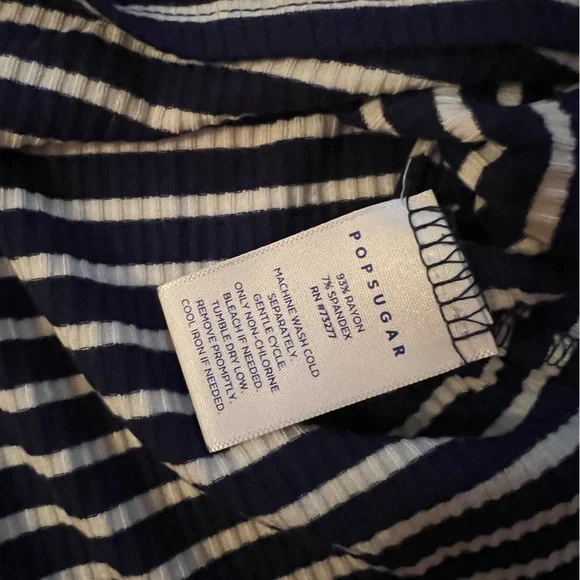 POPSUGAR
93% RAYON
7% SPANDEX
RN #73277
MACHINE WASH COLD
SEPARATELY.
GENTLE CYCLE.
ONLY NON-CHLORINE
BLEACH IF NEEDED.
TUMBLE DRY LOW.
REMOVE PROMPTLY.
COOL IRON IF NEEDED.